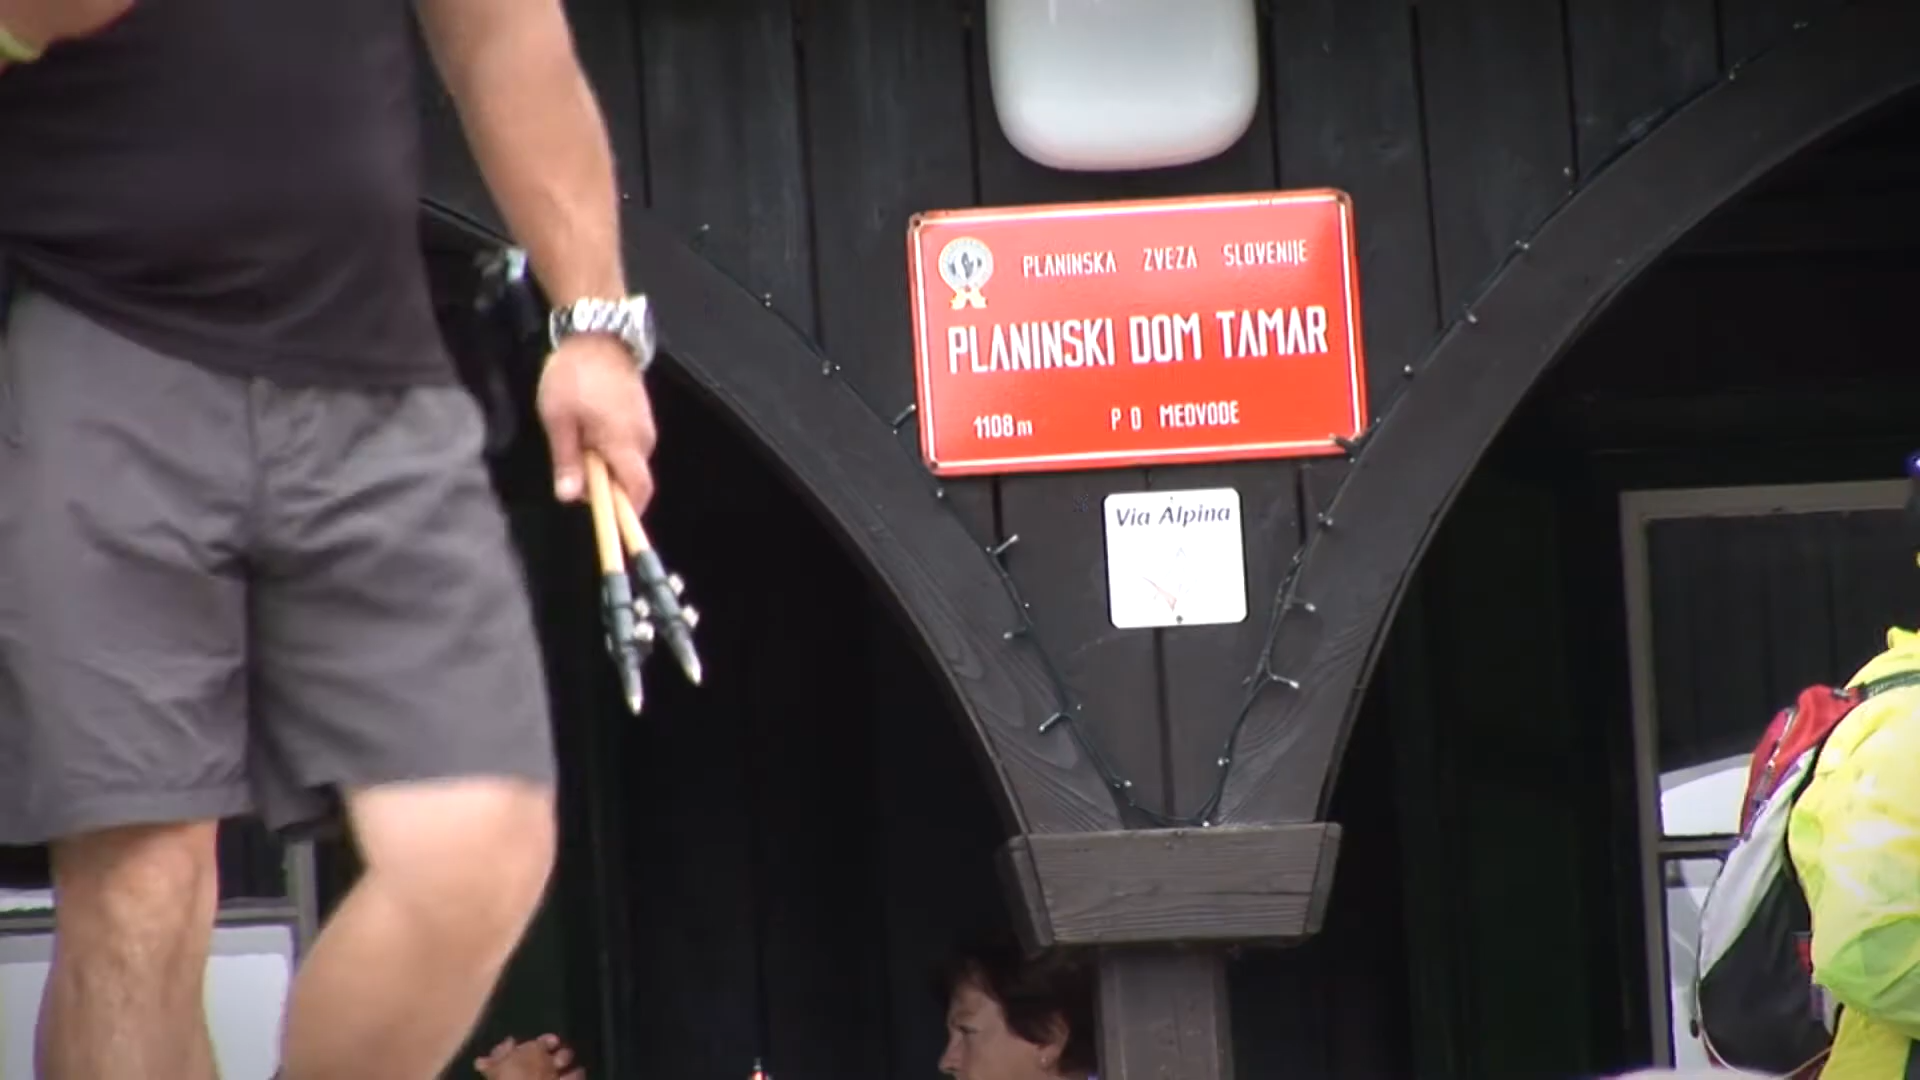 PLANINSKA ZVEZA SLOVENIJE
PLANINSKI DOM TAMAR
1108 m P D MEDVODE
Via Alpina